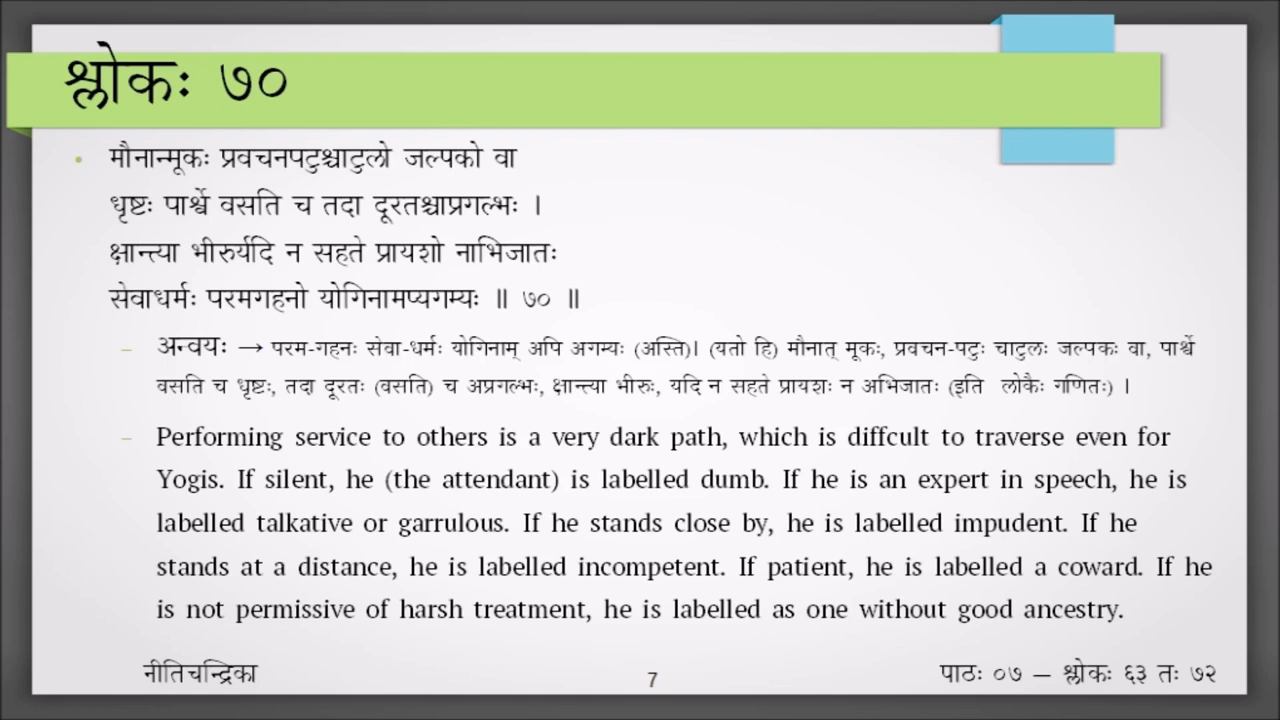 श्लोकः ७०
• मौनान्मूकः प्रवचनपटुश्चाटुलो जल्पको वा
धृष्टः पार्श्वे वसति च तदा दूरतश्चाप्रगल्भः ।
क्षान्त्या भीरुर्यदि न सहते प्रायशो नाभिजातः
सेवाधर्मः परमगहनो योगिनामप्यगम्यः ॥ ७० ॥
– अन्वयः → परम-गहनः सेवा-धर्मः योगिनाम् अपि अगम्यः (अस्ति)। (यतो हि) मौनात् मूकः, प्रवचन-पटुः चाटुलः जल्पकः वा, पार्श्वे
वसति च धृष्टः, तदा दूरतः (वसति) च अप्रगल्भः, क्षान्त्या भीरुः, यदि न सहते प्रायशः न अभिजातः (इति लोकैः गणितः) ।
– Performing service to others is a very dark path, which is diffcult to traverse even for
Yogis. If silent, he (the attendant) is labelled dumb. If he is an expert in speech, he is
labelled talkative or garrulous. If he stands close by, he is labelled impudent. If he
stands at a distance, he is labelled incompetent. If patient, he is labelled a coward. If he
is not permissive of harsh treatment, he is labelled as one without good ancestry.
नीतिचन्द्रिका 7 पाठः ०७ – श्लोकः ६३ तः ७२